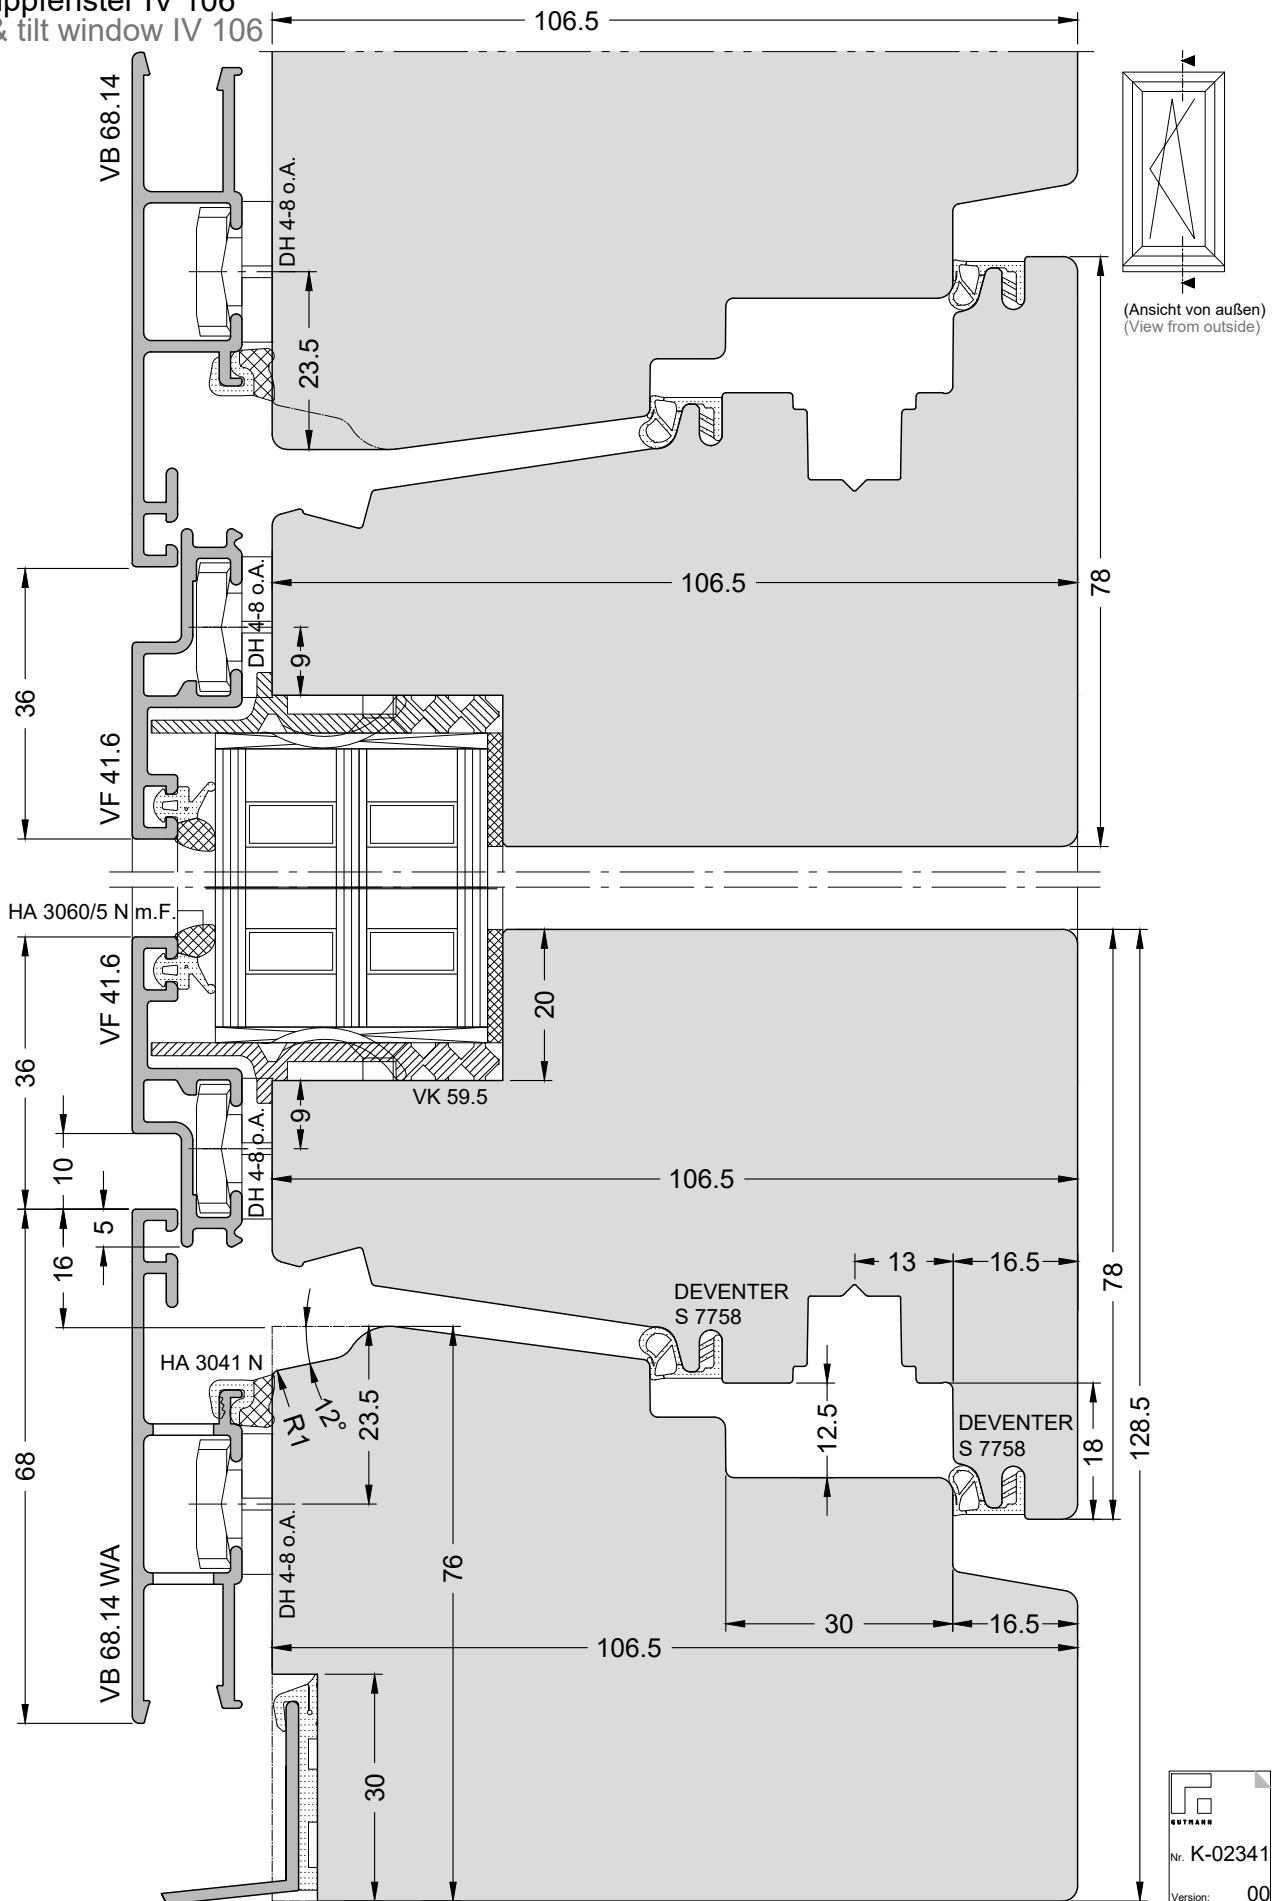 & tilt window IV 106
106.5
VB 68.14
DH 4-8 o.A.
23.5
(Ansicht von außen)
(View from outside)
106.5
78
DH 4-8 o.A.
9
36
VF 41.6
HA 3060/5 N m.F.
VF 41.6
36
20
VK 59.5
9
DH 4-8 o.A.
10
5
16
106.5
13
16.5
78
128.5
DEVENTER
S 7758
HA 3041 N
R1
12°
23.5
12.5
DEVENTER
S 7758
18
68
VB 68.14 WA
DH 4-8 o.A.
76
30
16.5
106.5
30
GUTMANN
Nr. K-02341
Version: 00